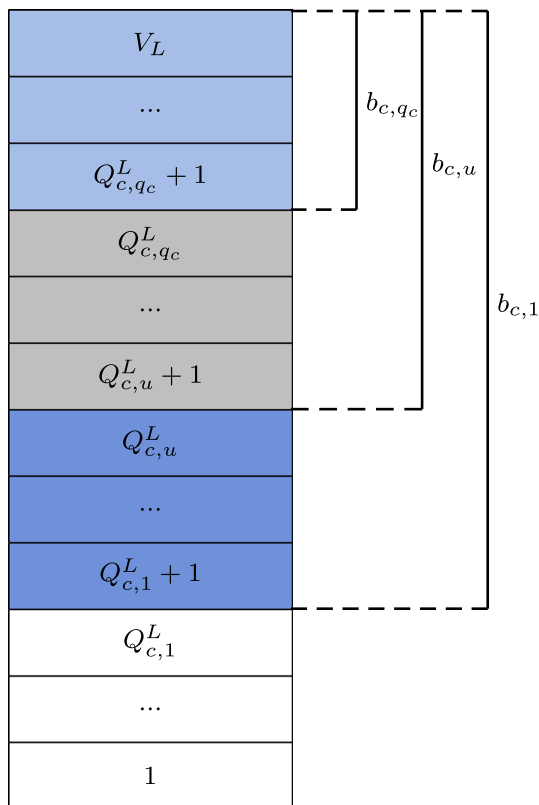 V_L
...
Q^L_{c,q_c} + 1
Q^L_{c,q_c}
...
Q^L_{c,u} + 1
Q^L_{c,u}
...
Q^L_{c,1} + 1
Q^L_{c,1}
...
1
b_{c,q_c}
b_{c,u}
b_{c,1}